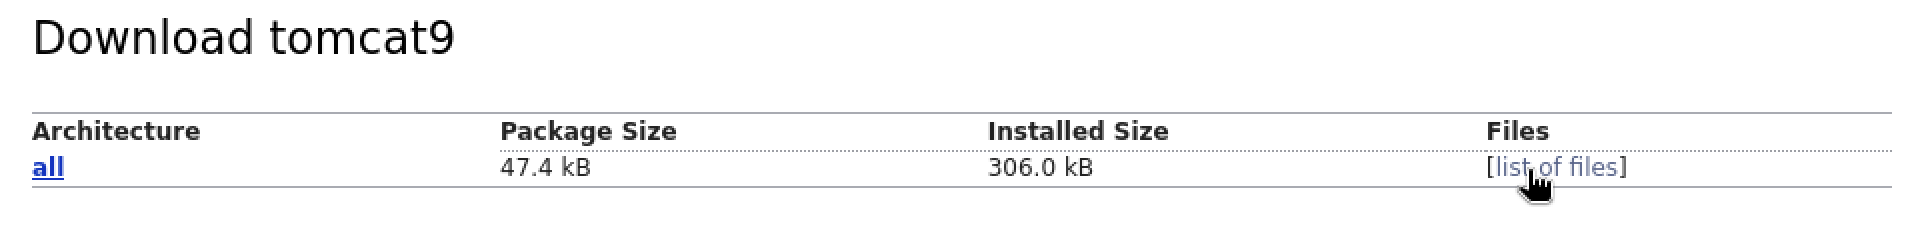 Download tomcat9
Architecture Package Size Installed Size Files
all 47.4 kB 306.0 kB [list of files]